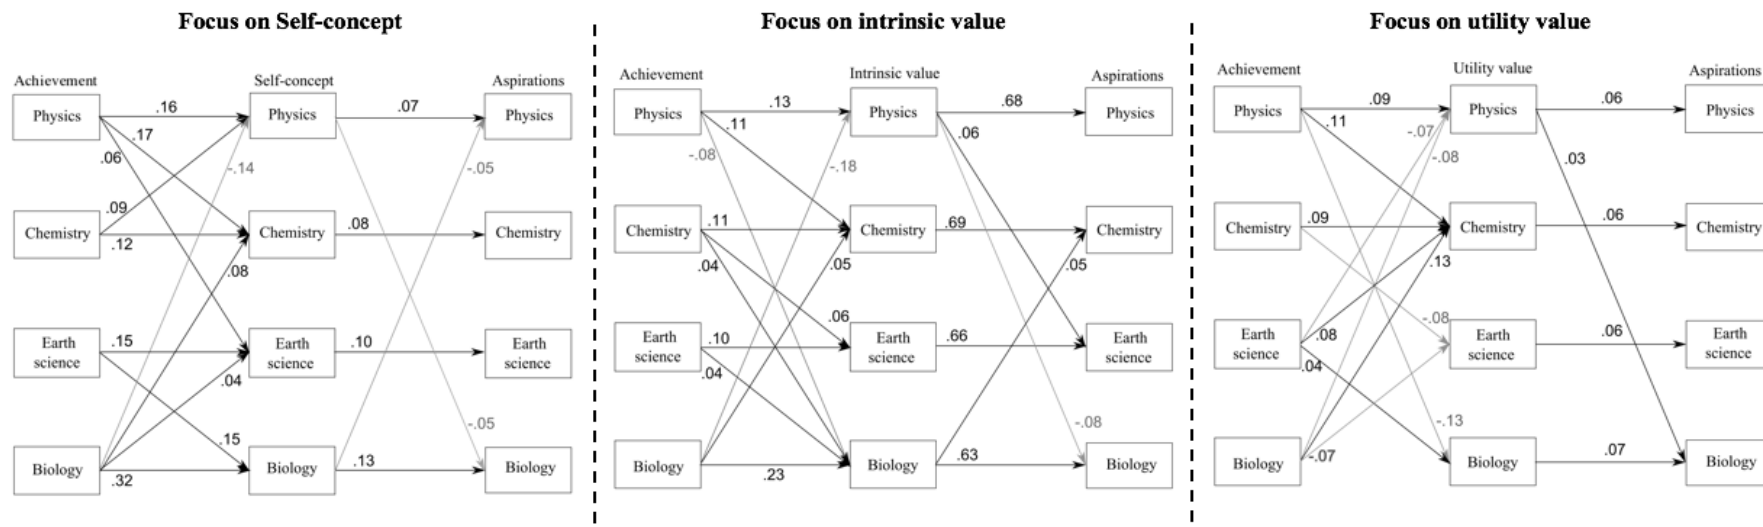 Focus on Self-concept
Achievement
Self-concept
Aspirations
Physics
.16
Physics
.07
Physics
.17
.06
-.14
-.05
.09
Chemistry
.12
Chemistry
.08
Chemistry
.08
Earth
science
.15
Earth
science
.10
Earth
science
.04
.15
-.05
Biology
.32
Biology
.13
Biology
Focus on intrinsic value
Achievement
Intrinsic value
Aspirations
Physics
.13
Physics
.68
Physics
.11
.06
-.08
-.18
Chemistry
.11
Chemistry
.69
Chemistry
.04
.05
.05
.06
Earth
science
.10
Earth
science
.66
Earth
science
.04
-.08
Biology
.23
Biology
.63
Biology
Focus on utility value
Achievement
Utility value
Aspirations
Physics
.09
Physics
.06
Physics
.11
-.07
-.08
.03
Chemistry
.09
Chemistry
.06
Chemistry
.13
-.08
Earth
science
.08
Earth
science
.06
Earth
science
.04
-.13
Biology
-.07
Biology
.07
Biology